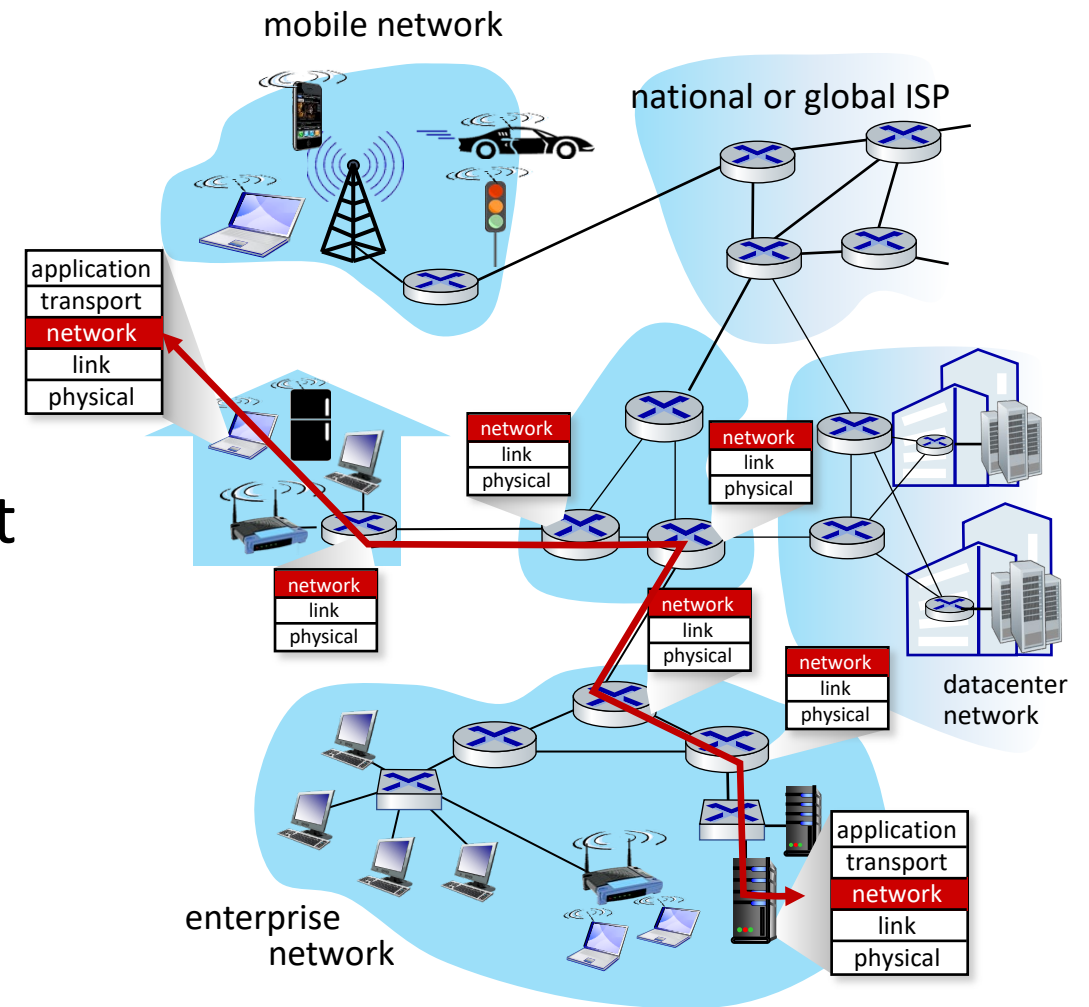 mobile network
national or global ISP
application
transport
network
link
physical
network
link
physical
network
link
physical
t
network
link
physical
network
link
physical
network
link
physical
datacenter
network
application
transport
network
link
physical
enterprise
network